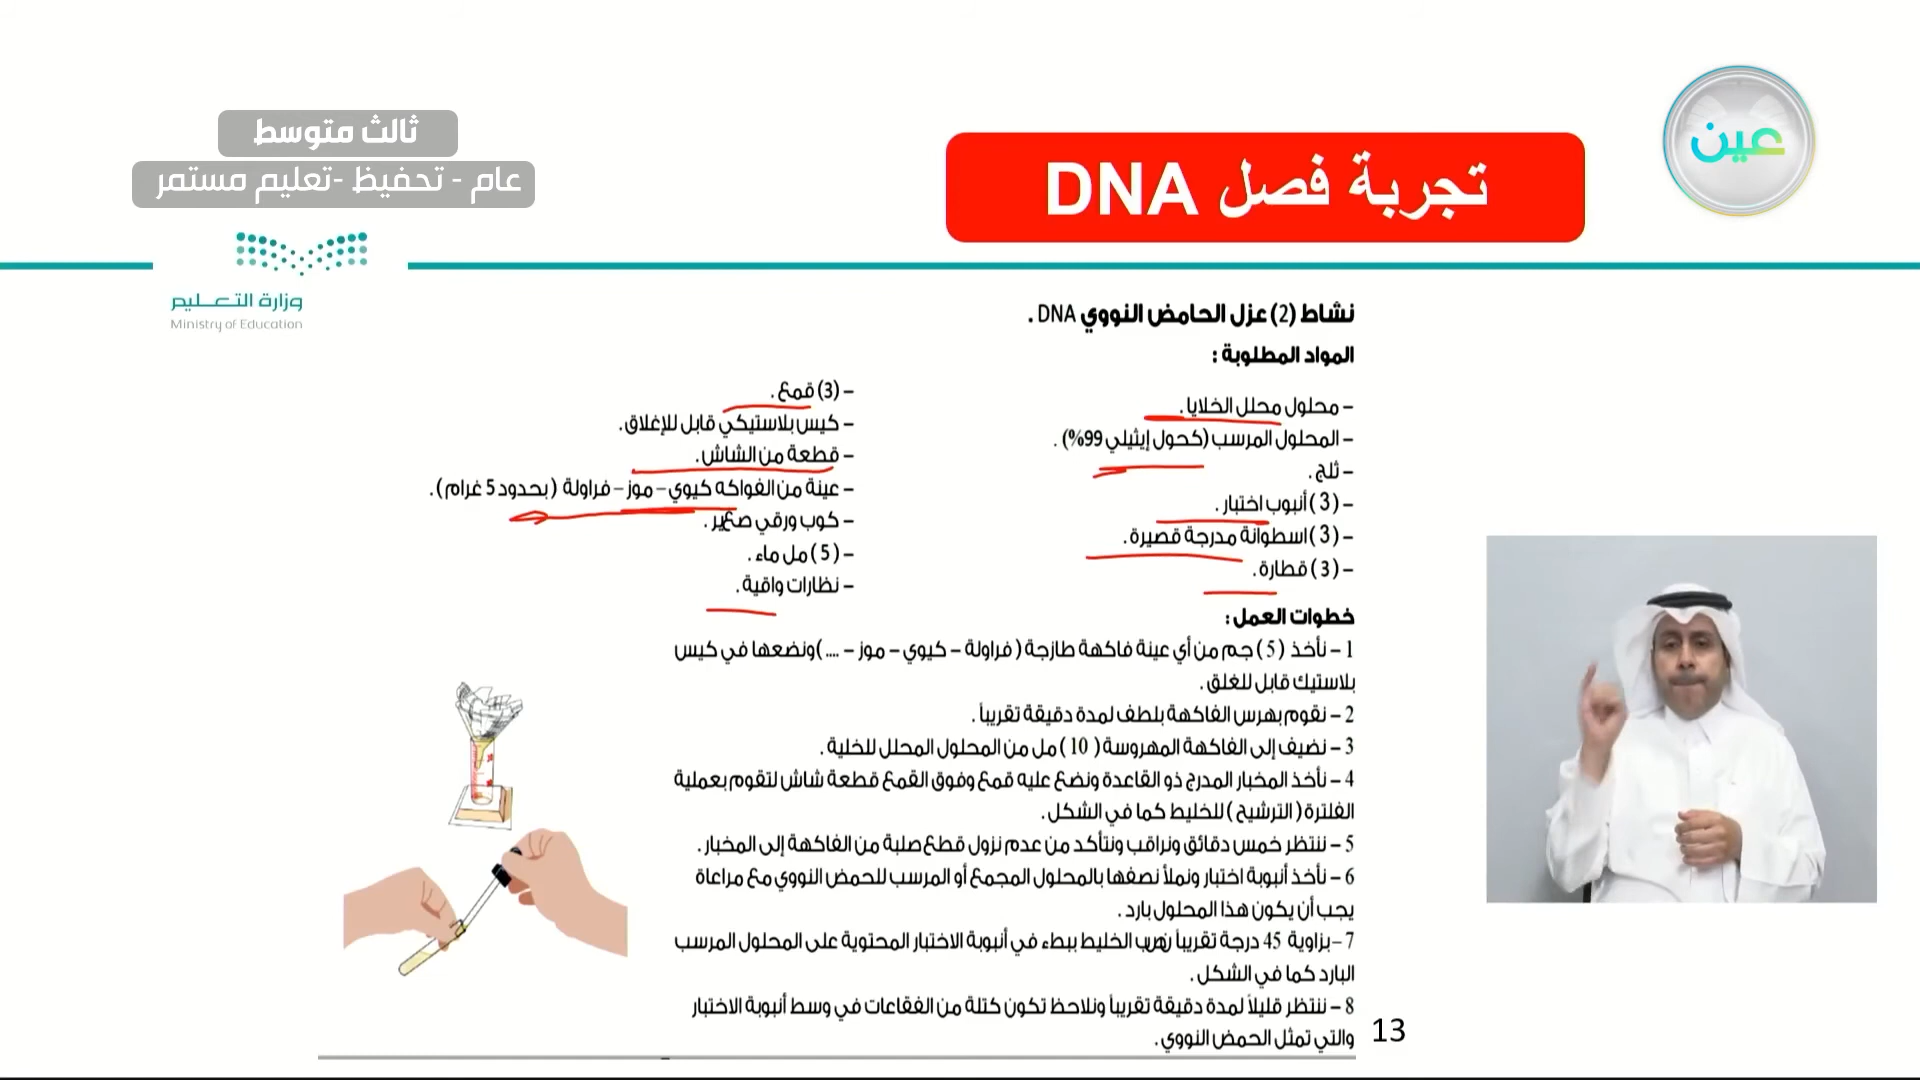 عين
ثالث متوسط
عام - تحفيظ -تعليم مستمر
تجربة فصل DNA
وزارة التعـــليم
Ministry of Education
نشاط (2) عزل الحامض النووي DNA .
المواد المطلوبة :
– محلول محلل الخلايا.
– المحلول المرسب (كحول إيثيلي 99%) .
– ثلج .
– (3) أنبوب اختبار .
– (3) اسطوانة مدرجة قصيرة .
– (3) قطارة .
– (3) قمع .
– كيس بلاستيكي قابل للإغلاق.
– قطعة من الشاش .
– عينة من الفواكه كيوي – موز – فراولة ( بحدود 5 غرام ) .
– كوب ورقي صغير .
– (5) مل ماء .
– نظارات واقية .
خطوات العمل :
1 – نأخذ (5) جم من أي عينة فاكهة طازجة ( فراولة – كيوي – موز – .... )ونضعها في كيس
بلاستيك قابل للغلق .
2 – نقوم بهرس الفاكهة بلطف لمدة دقيقة تقريباً .
3 – نضيف إلى الفاكهة المهروسة ( 10 ) مل من المحلول المحلل للخلية .
4 – نأخذ المخبار المدرج ذو القاعدة ونضع عليه قمع وفوق القمع قطعة شاش لتقوم بعملية
الفلترة ( الترشيح ) للخليط كما في الشكل .
5 – ننتظر خمس دقائق ونراقب ونتأكد من عدم نزول قطع صلبة من الفاكهة إلى المخبار .
6 – نأخذ أنبوبة اختبار ونملأ نصفها بالمحلول المجمع أو المرسب للحمض النووي مع مراعاة
يجب أن يكون هذا المحلول بارد .
7 –بزاوية 45 درجة تقريباً الخليط ببطء في أنبوبة الاختبار المحتوية على المحلول المرسب
البارد كما في الشكل .
8 – ننتظر قليلاً لمدة دقيقة تقريباً ونلاحظ تكون كتلة من الفقاعات في وسط أنبوبة الاختبار
والتي تمثل الحمض النووي .
13